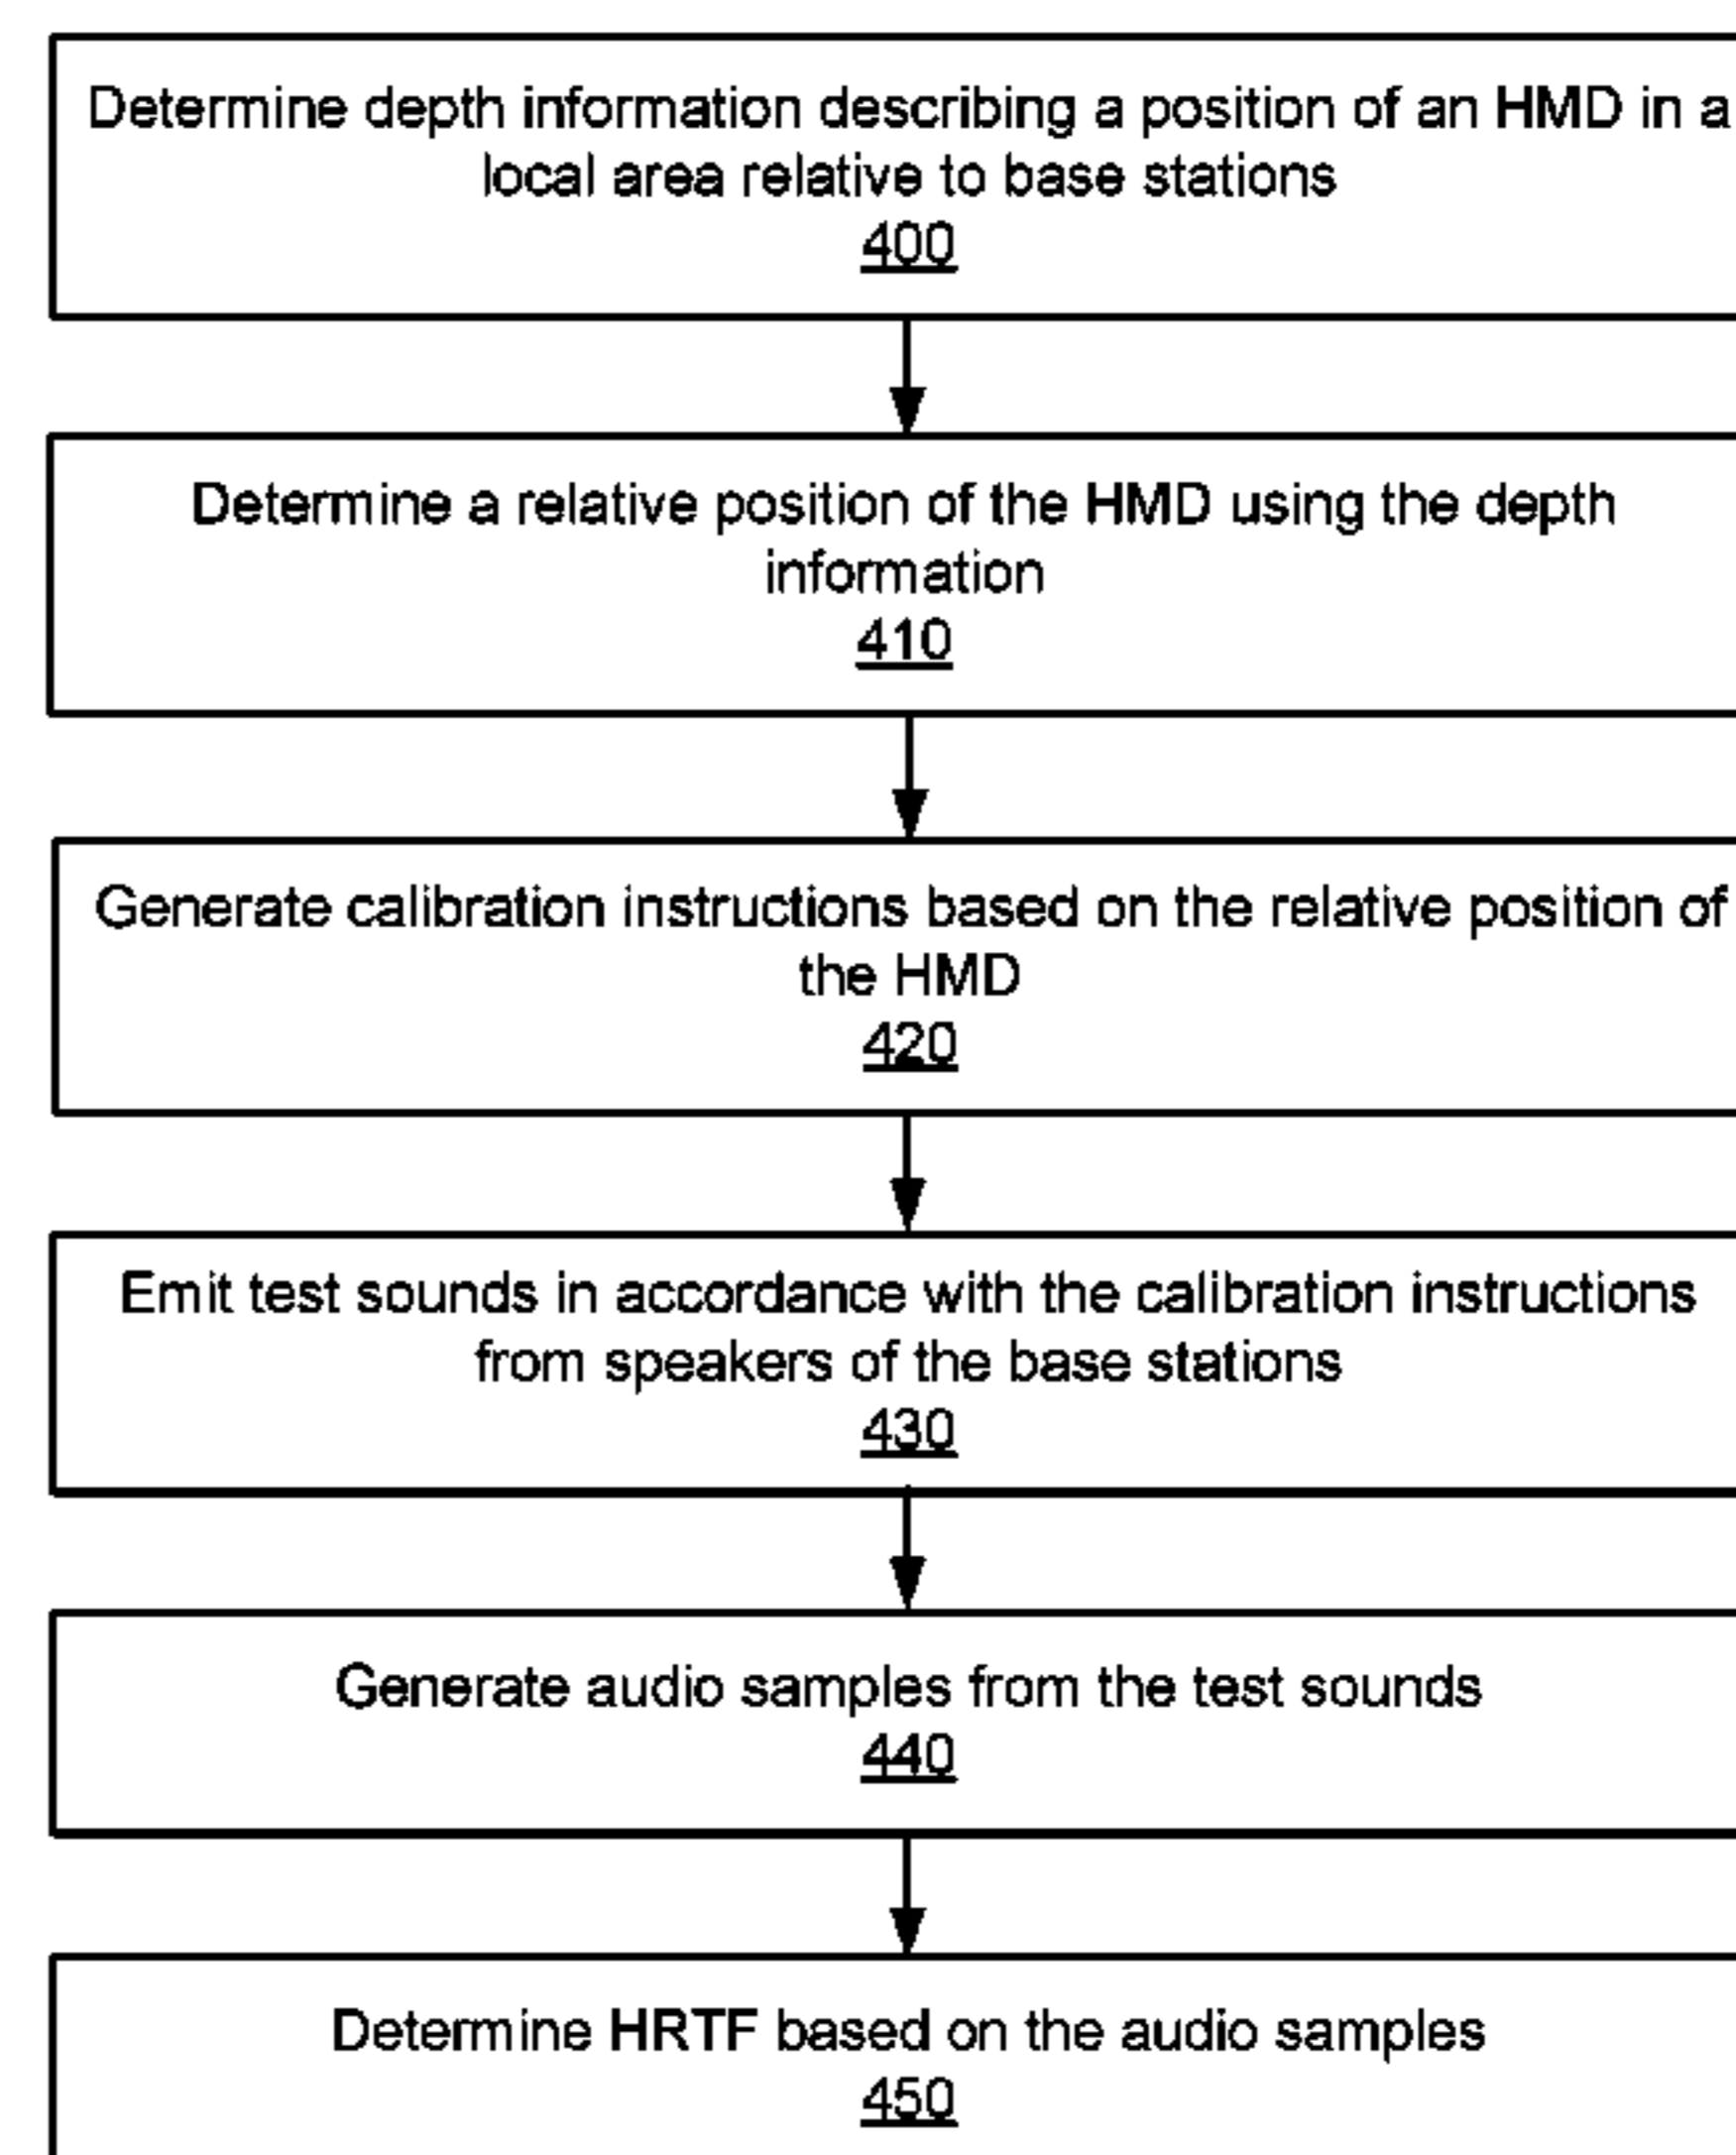 Determine depth information describing a position of an HMD in a
local area relative to base stations
400
Determine a relative position of the HMD using the depth
information
410
Generate calibration instructions based on the relative position of
the HMD
420
Emit test sounds in accordance with the calibration instructions
from speakers of the base stations
430
Generate audio samples from the test sounds
440
Determine HRTF based on the audio samples
450